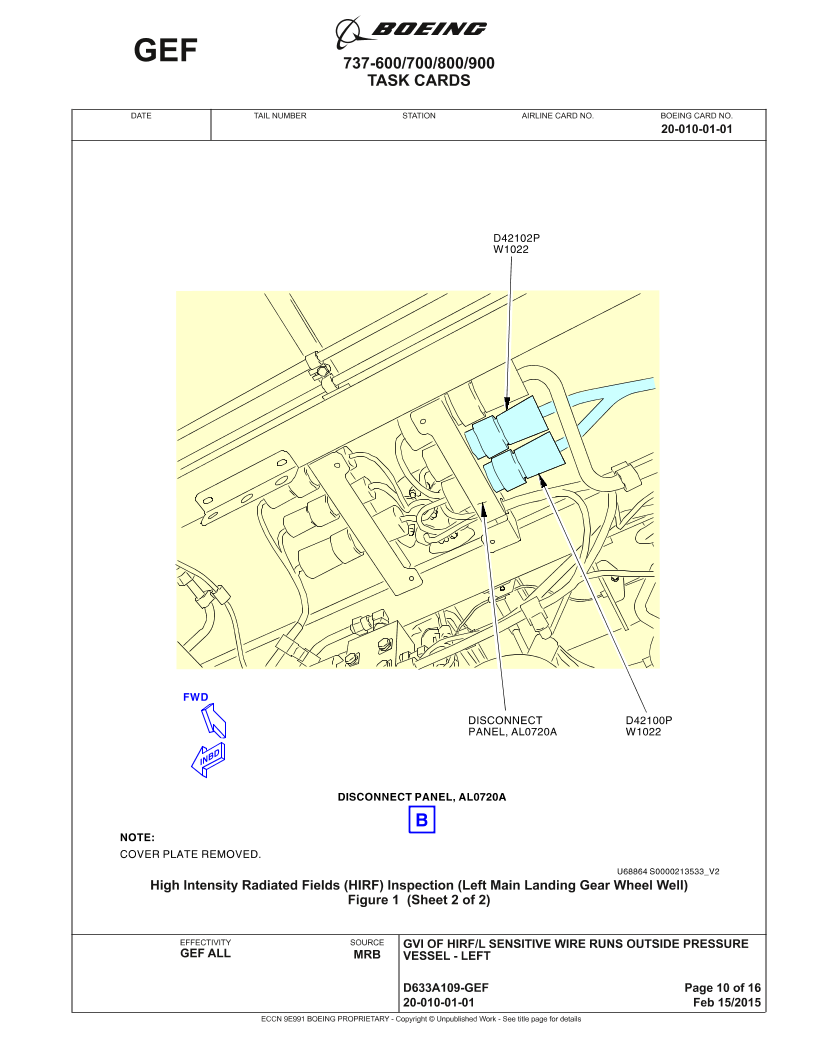 GEF
BOEING
737-600/700/800/900
TASK CARDS
DATE
TAIL NUMBER
STATION
AIRLINE CARD NO.
BOEING CARD NO.
20-010-01-01
D42102P
W1022
FWD
INBD
DISCONNECT
PANEL, AL0720A
D42100P
W1022
DISCONNECT PANEL, AL0720A
B
NOTE:
COVER PLATE REMOVED.
U68864 S0000213533_V2
High Intensity Radiated Fields (HIRF) Inspection (Left Main Landing Gear Wheel Well)
Figure 1 (Sheet 2 of 2)
EFFECTIVITY
GEF ALL
SOURCE
MRB
GVI OF HIRF/L SENSITIVE WIRE RUNS OUTSIDE PRESSURE
VESSEL - LEFT
D633A109-GEF
Page 10 of 16
20-010-01-01
Feb 15/2015
ECCN 9E991 BOEING PROPRIETARY - Copyright © Unpublished Work - See title page for details